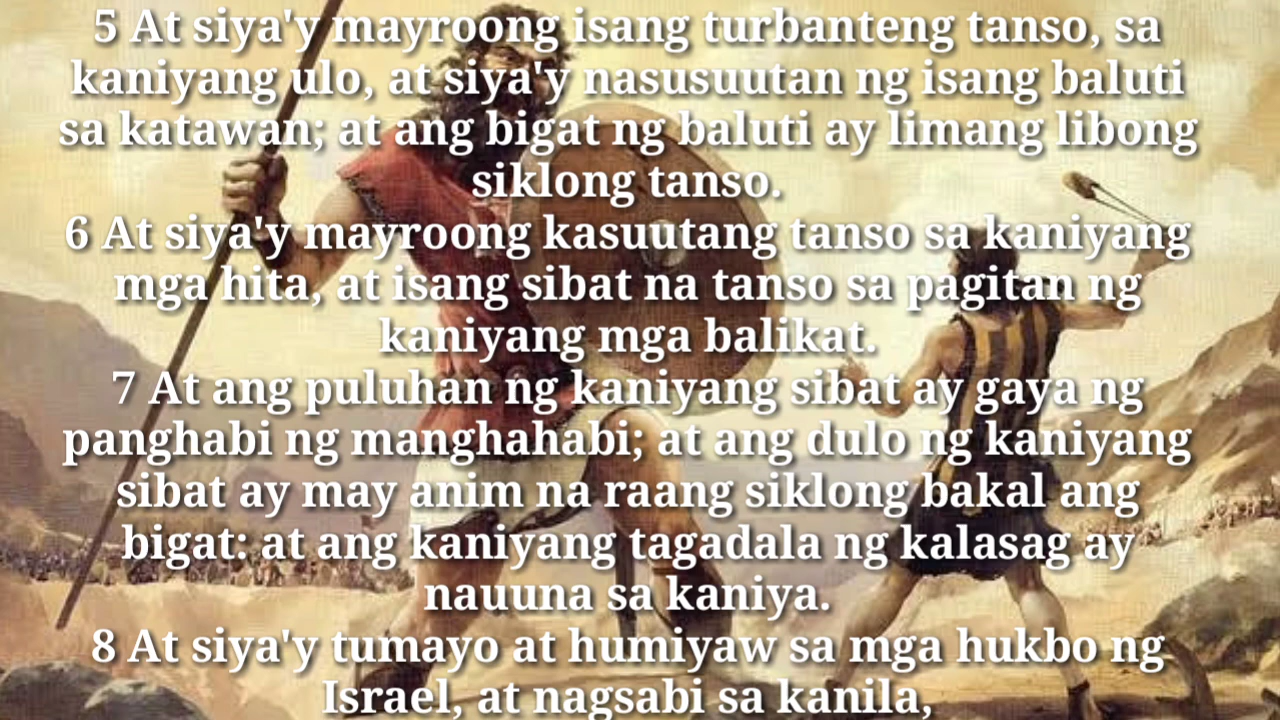 5 At siya'y mayroong isang turbanteng tanso, sa
kaniyang ulo, at siya'y nasusuutan ng isang baluti
sa katawan; at ang bigat ng baluti ay limang libong
siklong tanso.
6 At siya'y mayroong kasuutang tanso sa kaniyang
mga hita, at isang sibat na tanso sa pagitan ng
kaniyang mga balikat.
7 At ang puluhan ng kaniyang sibat ay gaya ng
panghabi ng manghahabi; at ang dulo ng kaniyang
sibat ay may anim na raang siklong bakal ang
bigat: at ang kaniyang tagadala ng kalasag ay
nauuna sa kaniya.
8 At siya'y tumayo at humiyaw sa mga hukbo ng
Israel, at nagsabi sa kanila,